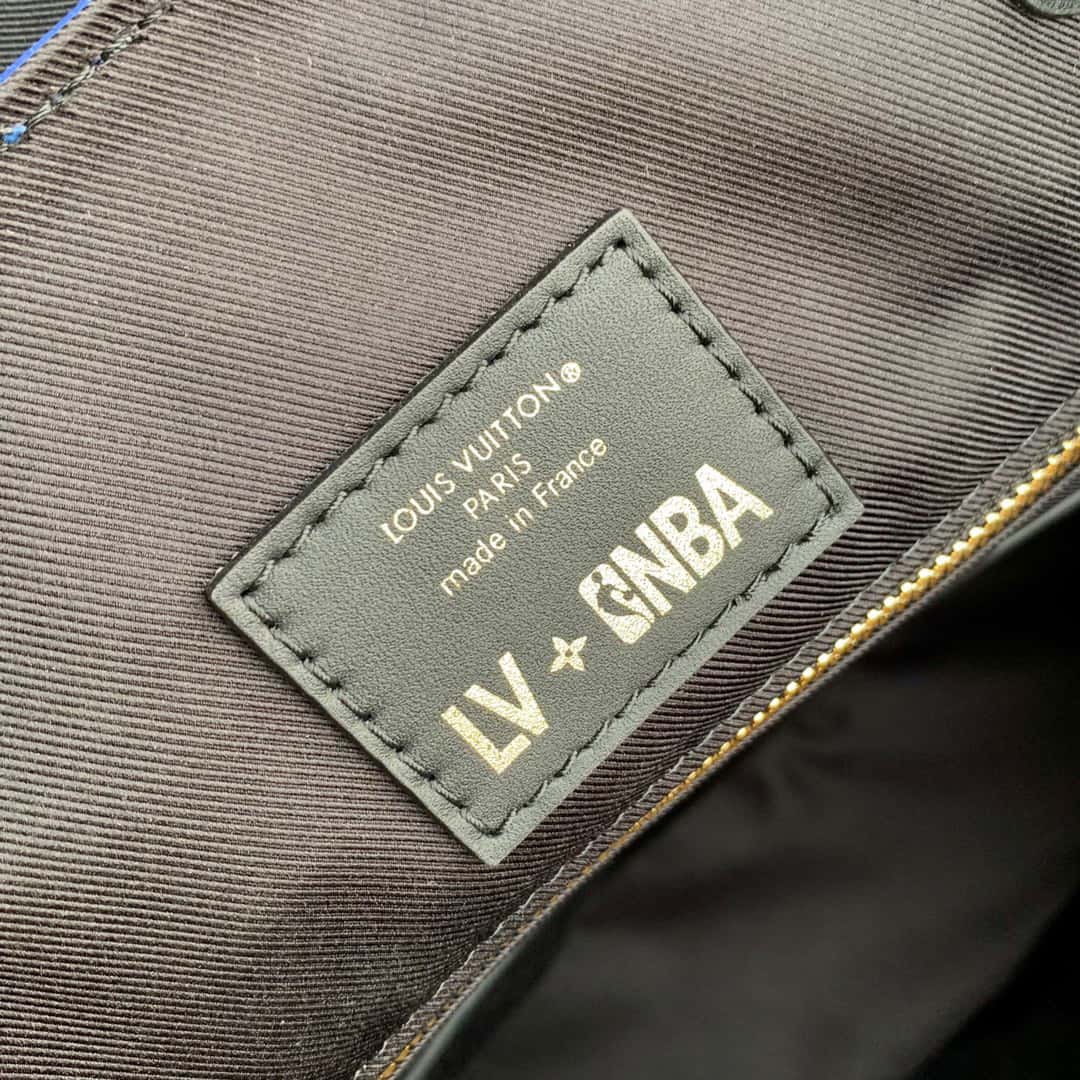 LOUIS VUITTON®
PARIS
made in France
LV NBA